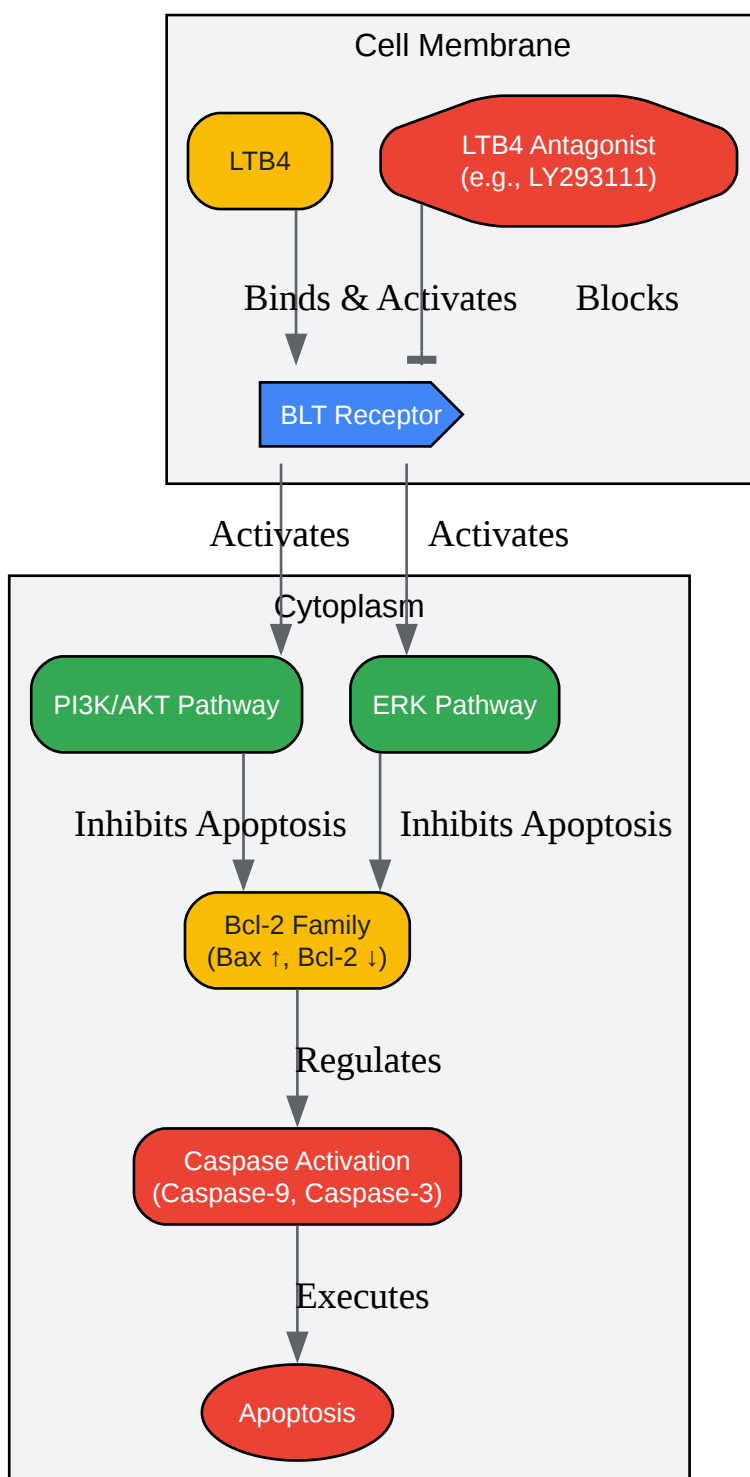 Cell Membrane
LTB4
LTB4 Antagonist
(e.g., LY293111)
Binds & Activates
Blocks
BLT Receptor
Activates
Activates
Cytoplasm
PI3K/AKT Pathway
ERK Pathway
Inhibits Apoptosis
Inhibits Apoptosis
Bcl-2 Family
(Bax ↑, Bcl-2 ↓)
Regulates
Caspase Activation
(Caspase-9, Caspase-3)
Executes
Apoptosis